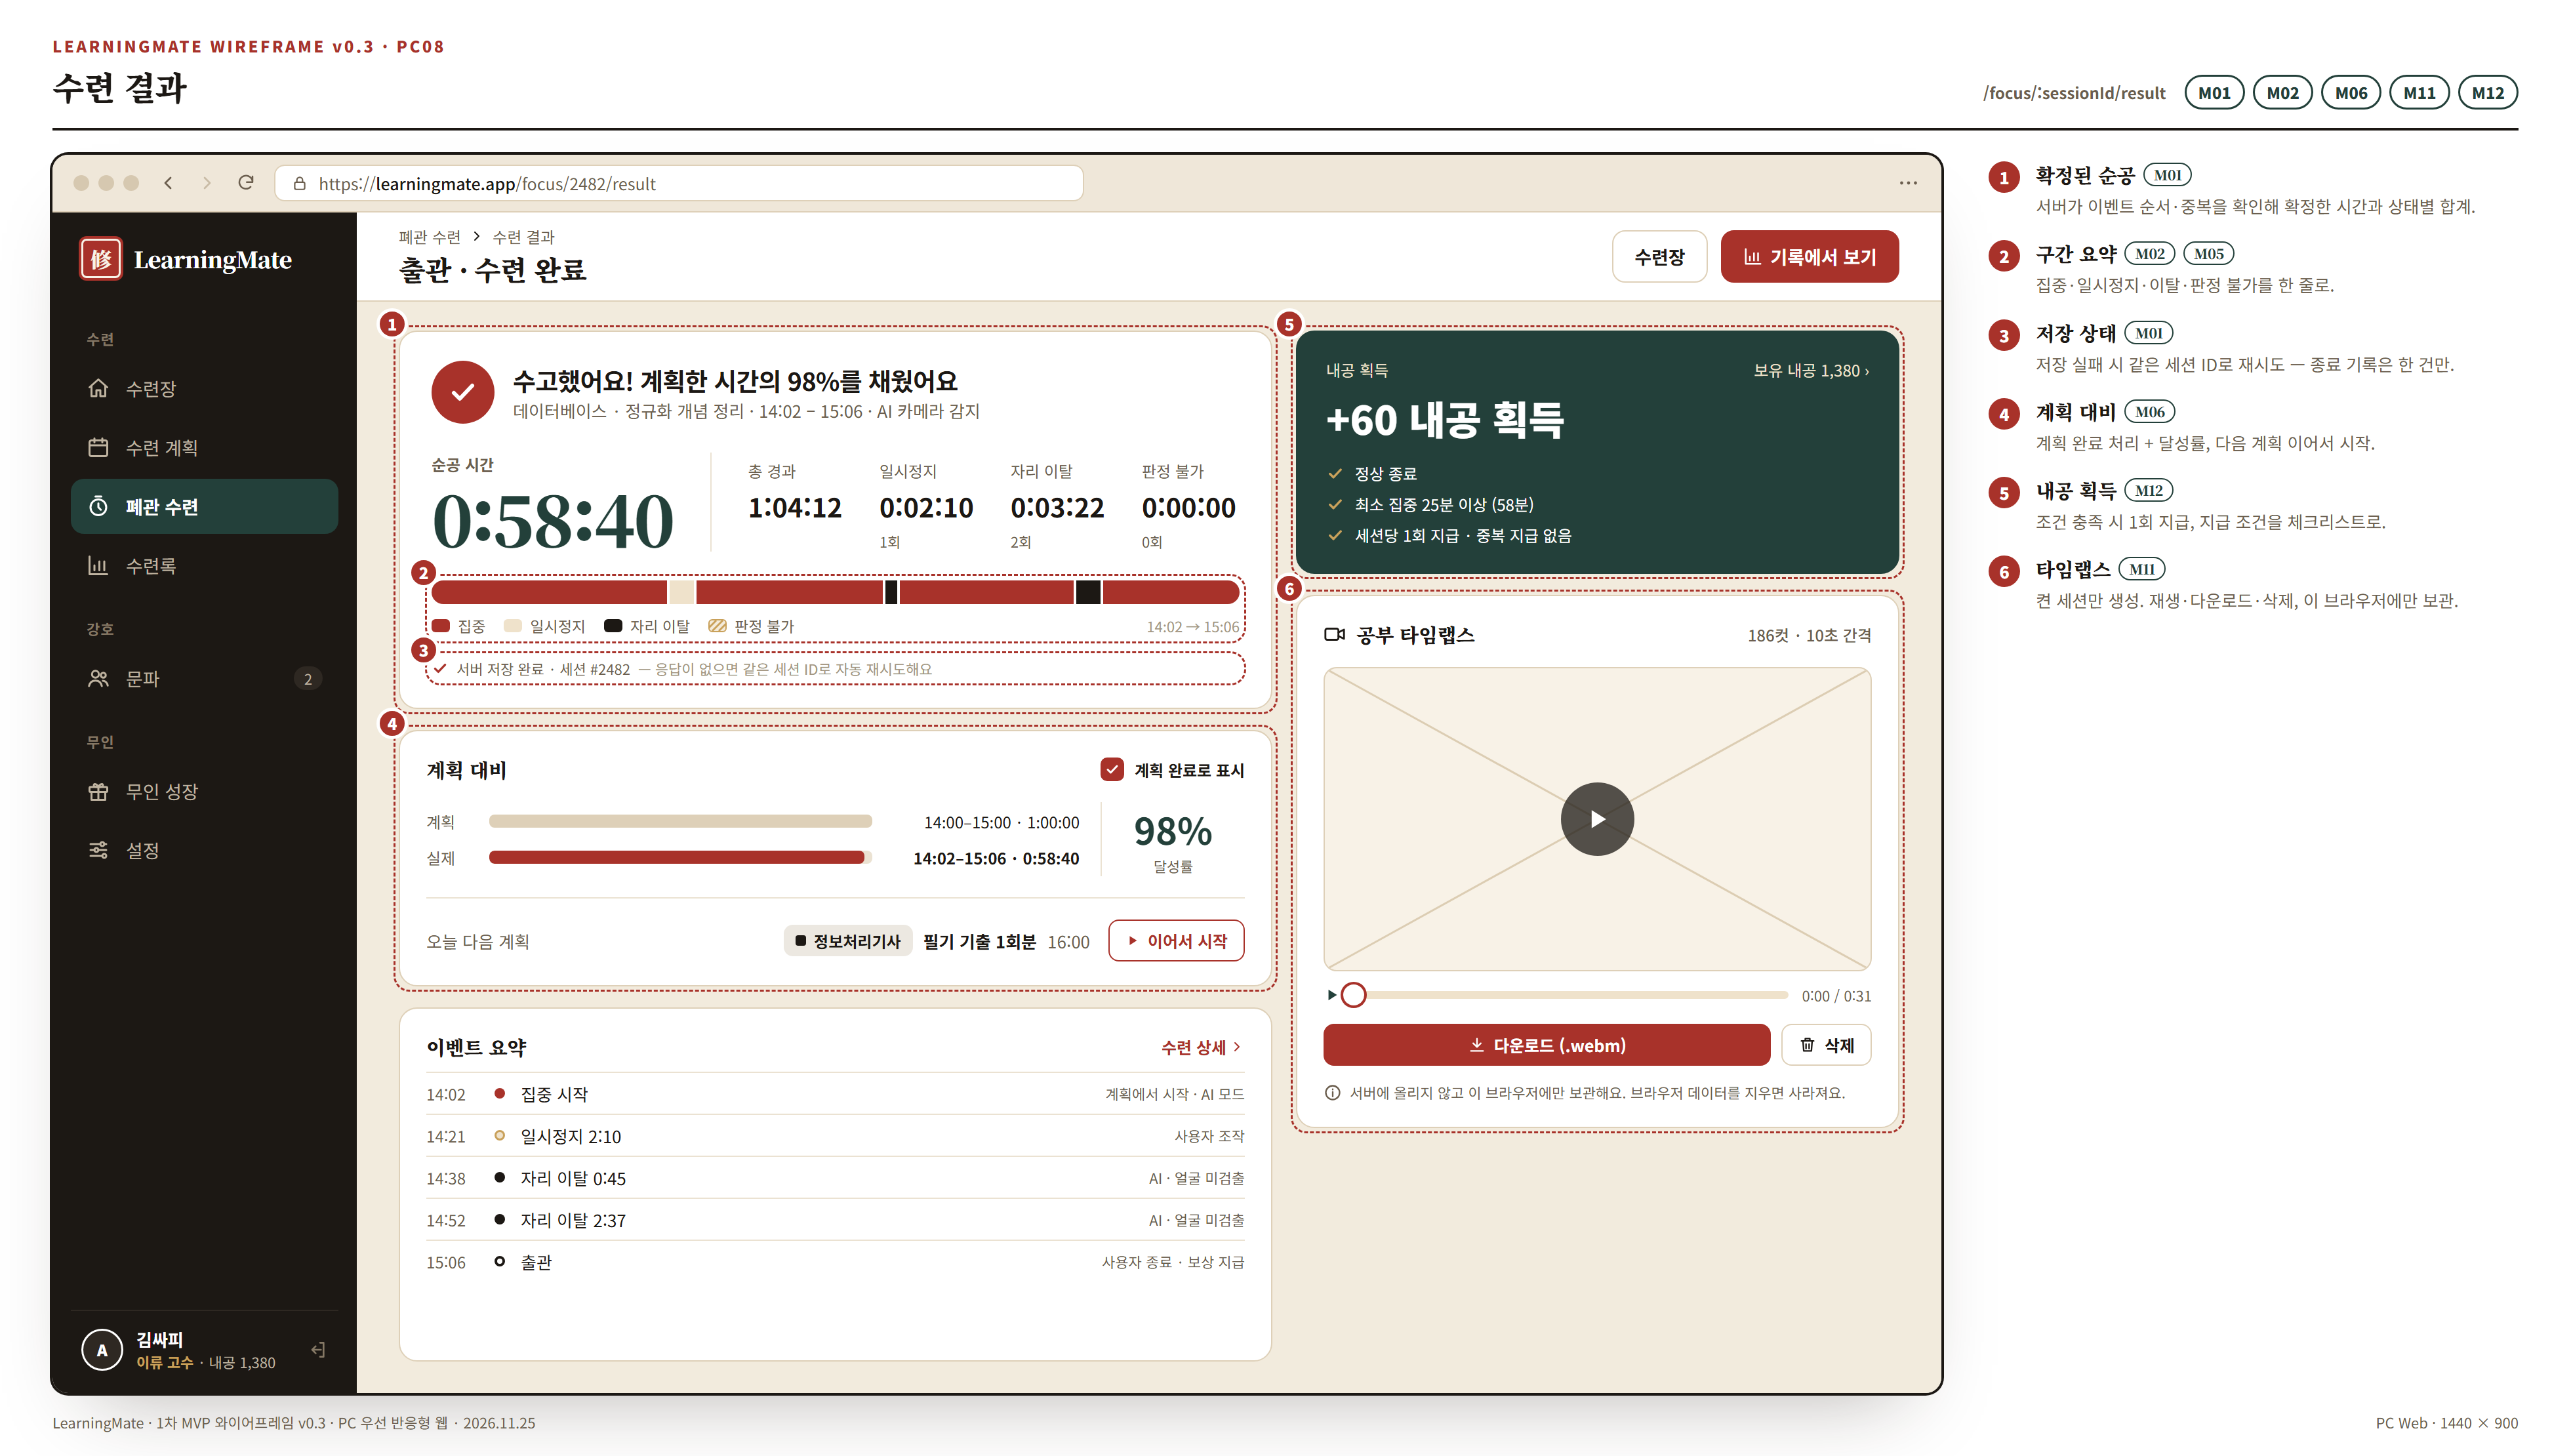 LEARNINGMATE WIREFRAME v0.3 · PC08
수련 결과
/focus/:sessionId/result M01 M02 M06 M11 M12
https://learningmate.app/focus/2482/result
修 LearningMate
수련
수련장
수련 계획
폐관 수련
수련록
강호
문파 2
무인
무인 성장
설정
A 김싸피
이류 고수 · 내공 1,380
폐관 수련 > 수련 결과
출관 · 수련 완료
수련장
기록에서 보기
1
수고했어요! 계획한 시간의 98%를 채웠어요
데이터베이스 · 정규화 개념 정리 · 14:02 – 15:06 · AI 카메라 감지
순공 시간
0:58:40
총 경과 일시정지 자리 이탈 판정 불가
1:04:12 0:02:10 0:03:22 0:00:00
1회 2회 0회
2
집중 일시정지 자리 이탈 판정 불가 14:02 → 15:06
3
서버 저장 완료 · 세션 #2482 — 응답이 없으면 같은 세션 ID로 자동 재시도해요
4
계획 대비 계획 완료로 표시
계획 14:00–15:00 · 1:00:00
실제 14:02–15:06 · 0:58:40
98%
달성률
오늘 다음 계획 정보처리기사 필기 기출 1회분 16:00 이어서 시작
이벤트 요약 수련 상세
14:02 집중 시작 계획에서 시작 · AI 모드
14:21 일시정지 2:10 사용자 조작
14:38 자리 이탈 0:45 AI · 얼굴 미검출
14:52 자리 이탈 2:37 AI · 얼굴 미검출
15:06 출관 사용자 종료 · 보상 지급
5
내공 획득 보유 내공 1,380 ›
+60 내공 획득
정상 종료
최소 집중 25분 이상 (58분)
세션당 1회 지급 · 중복 지급 없음
6
공부 타임랩스 186컷 · 10초 간격
0:00 / 0:31
다운로드 (.webm) 삭제
서버에 올리지 않고 이 브라우저에만 보관해요. 브라우저 데이터를 지우면 사라져요.
1 확정된 순공 M01
서버가 이벤트 순서·중복을 확인해 확정한 시간과 상태별 합계.
2 구간 요약 M02 M05
집중·일시정지·이탈·판정 불가를 한 줄로.
3 저장 상태 M01
저장 실패 시 같은 세션 ID로 재시도 — 종료 기록은 한 건만.
4 계획 대비 M06
계획 완료 처리 + 달성률, 다음 계획 이어서 시작.
5 내공 획득 M12
조건 충족 시 1회 지급, 지급 조건을 체크리스트로.
6 타임랩스 M11
켠 세션만 생성. 재생·다운로드·삭제, 이 브라우저에만 보관.
LearningMate · 1차 MVP 와이어프레임 v0.3 · PC 우선 반응형 웹 · 2026.11.25
PC Web · 1440 × 900